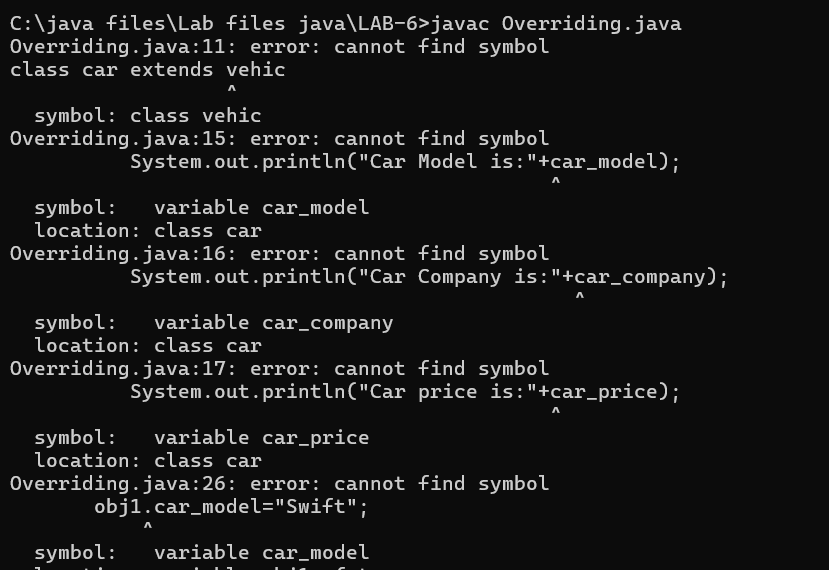 C:\java files\Lab files java\LAB-6>javac Overriding.java
Overriding.java:11: error: cannot find symbol
class car extends vehic
^
symbol: class vehic
Overriding.java:15: error: cannot find symbol
System.out.println("Car Model is:"+car_model);
^
symbol:   variable car_model
location: class car
Overriding.java:16: error: cannot find symbol
System.out.println("Car Company is:"+car_company);
^
symbol:   variable car_company
location: class car
Overriding.java:17: error: cannot find symbol
System.out.println("Car price is:"+car_price);
^
symbol:   variable car_price
location: class car
Overriding.java:26: error: cannot find symbol
obj1.car_model="Swift";
^
symbol:   variable car_model